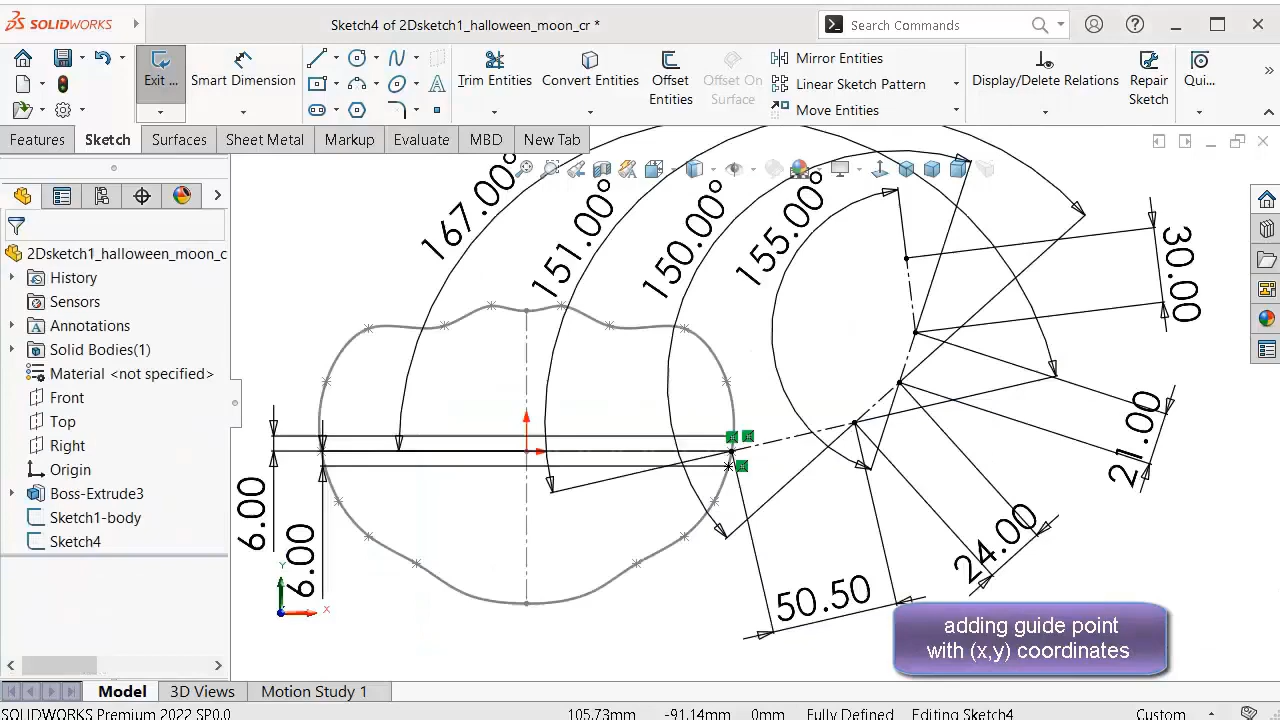 SOLIDWORKS
Sketch4 of 2Dsketch1_halloween_moon_cr *
Search Commands
Exit ...
Smart Dimension
Trim Entities
Convert Entities
Offset Entities
Offset On Surface
Mirror Entities
Linear Sketch Pattern
Move Entities
Display/Delete Relations
Repair Sketch
Qui...
Features
Sketch
Surfaces
Sheet Metal
Markup
Evaluate
MBD
New Tab
2Dsketch1_halloween_moon_c
History
Sensors
Annotations
Solid Bodies(1)
Material <not specified>
Front
Top
Right
Origin
Boss-Extrude3
Sketch1-body
Sketch4
167.00°
151.00°
150.00°
155.00°
30.00
21.00
24.00
50.50
6.00
6.00
Y
X
adding guide point
with (x,y) coordinates
Model
3D Views
Motion Study 1
SOLIDWORKS Premium 2022 SP0.0
105.73mm
-91.14mm
0mm
Fully Defined
Editing Sketch4
Custom